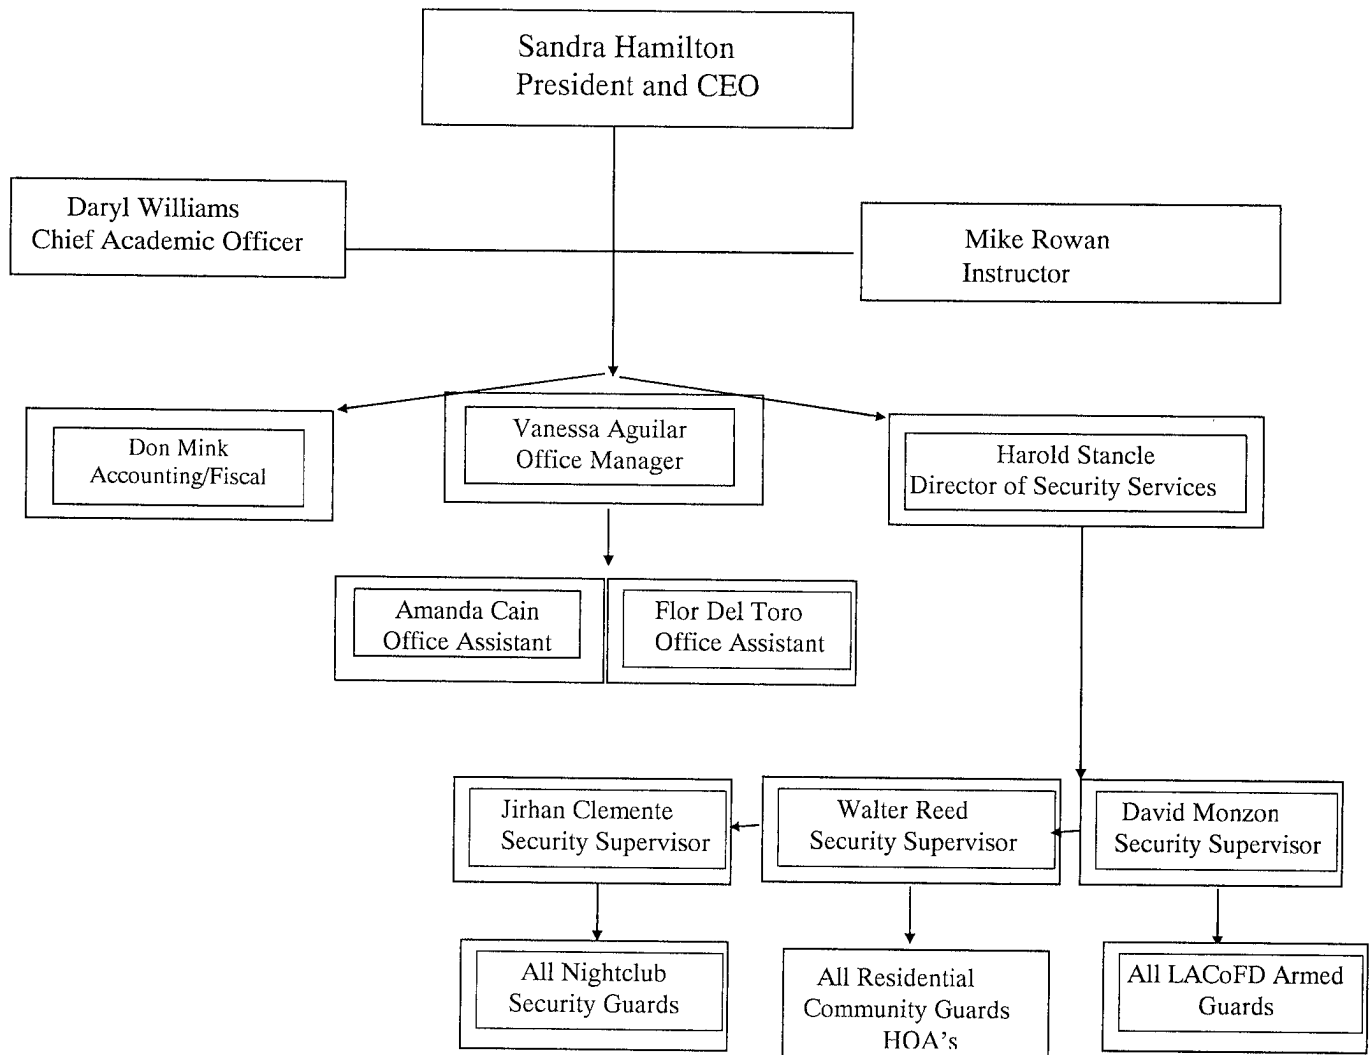 Sandra Hamilton
President and CEO
Daryl Williams
Chief Academic Officer
Mike Rowan
Instructor
Don Mink
Accounting/Fiscal
Vanessa Aguilar
Office Manager
Harold Stancle
Director of Security Services
Amanda Cain
Office Assistant
Flor Del Toro
Office Assistant
Jirhan Clemente
Security Supervisor
Walter Reed
Security Supervisor
David Monzon
Security Supervisor
All Nightclub
Security Guards
All Residential
Community Guards
HOA's
All LACoFD Armed
Guards